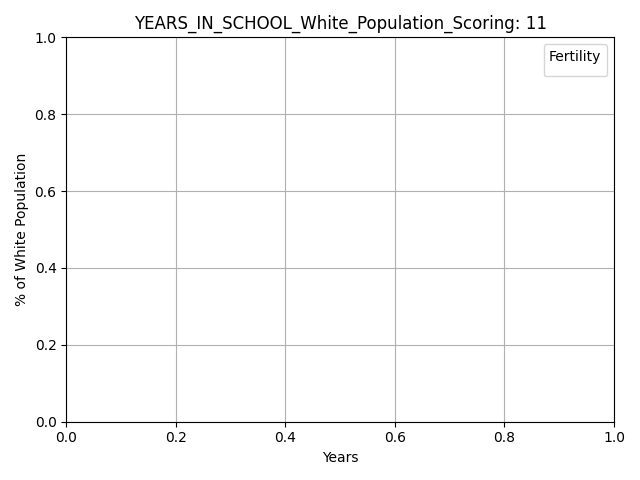 YEARS_IN_SCHOOL_White_Population_Scoring: 11
Fertility
1.0
0.8
0.6
0.4
0.2
0.0
% of White Population
0.0 0.2 0.4 0.6 0.8 1.0
Years